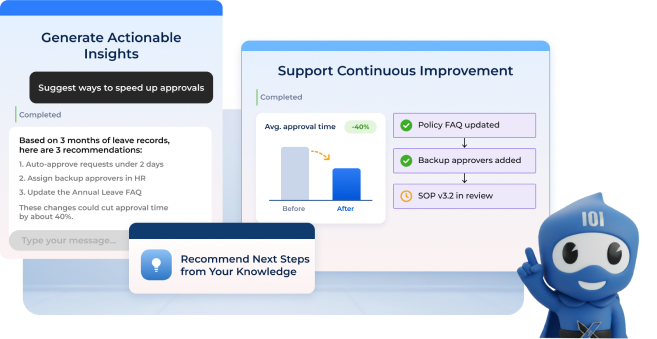 Generate Actionable
Insights
Suggest ways to speed up approvals
Completed
Based on 3 months of leave records,
here are 3 recommendations:
1. Auto-approve requests under 2 days
2. Assign backup approvers in HR
3. Update the Annual Leave FAQ
These changes could cut approval time
by about 40%.
Type your message...
Recommend Next Steps
from Your Knowledge
Support Continuous Improvement
Completed
Avg. approval time -40%
Before After
Policy FAQ updated
Backup approvers added
SOP v3.2 in review
101